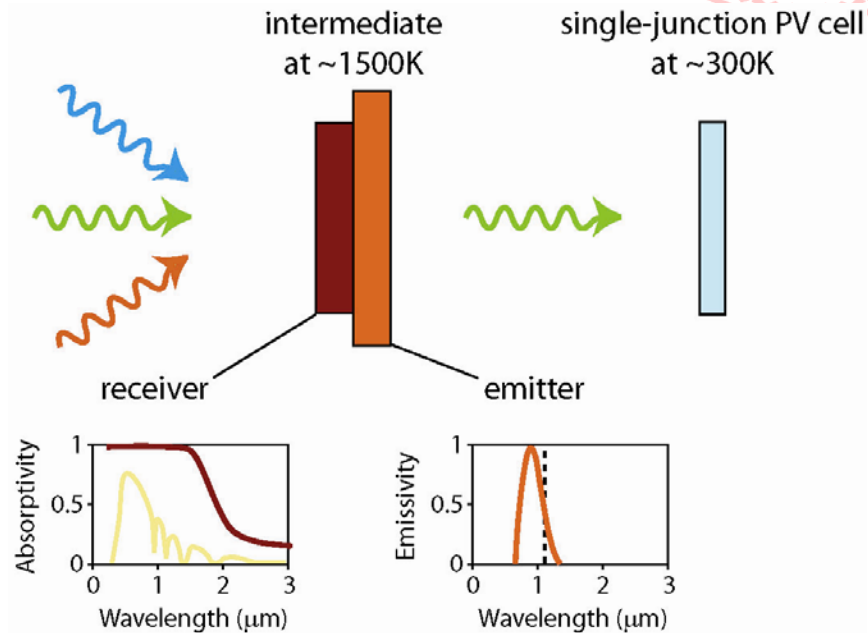 intermediate
at ~1500K
single-junction PV cell
at ~300K
receiver
emitter
Absorptivity
1
0.5
0
0 1 2 3
Wavelength (μm)
Emissivity
1
0.5
0
0 1 2 3
Wavelength (μm)